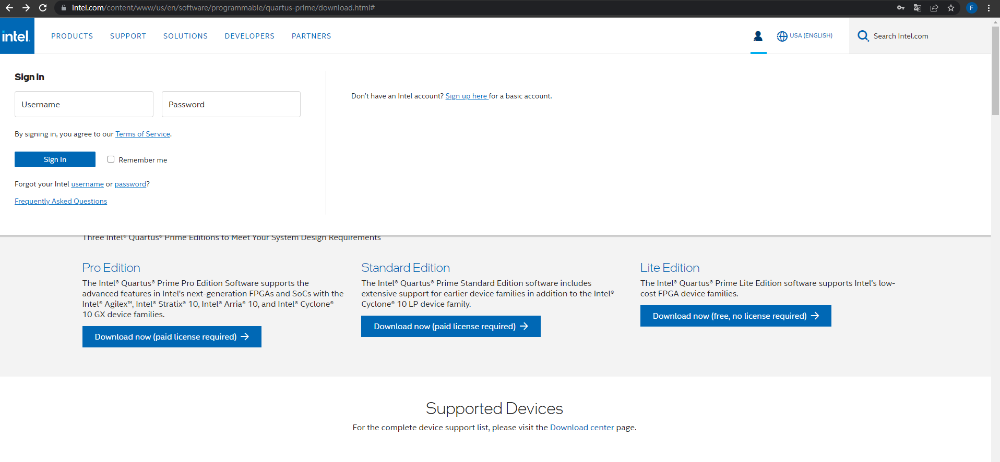 intel.com/content/www/us/en/software/programmable/quartus-prime/download.html#
F
intel.
PRODUCTS SUPPORT SOLUTIONS DEVELOPERS PARTNERS
USA (ENGLISH)
Search Intel.com
Sign In
Username
Password
By signing in, you agree to our Terms of Service.
Sign In
Remember me
Forgot your Intel username or password?
Frequently Asked Questions
Don't have an Intel account? Sign up here for a basic account.
Three Intel® Quartus® Prime Editions to Meet Your System Design Requirements
Pro Edition
The Intel® Quartus® Prime Pro Edition Software supports the
advanced features in Intel's next-generation FPGAs and SoCs with the
Intel® Agilex™, Intel® Stratix® 10, Intel® Arria® 10, and Intel® Cyclone®
10 GX device families.
Download now (paid license required)
Standard Edition
The Intel® Quartus® Prime Standard Edition software includes
extensive support for earlier device families in addition to the Intel®
Cyclone® 10 LP device family.
Download now (paid license required)
Lite Edition
The Intel® Quartus® Prime Lite Edition software supports Intel's low-
cost FPGA device families.
Download now (free, no license required)
Supported Devices
For the complete device support list, please visit the Download center page.